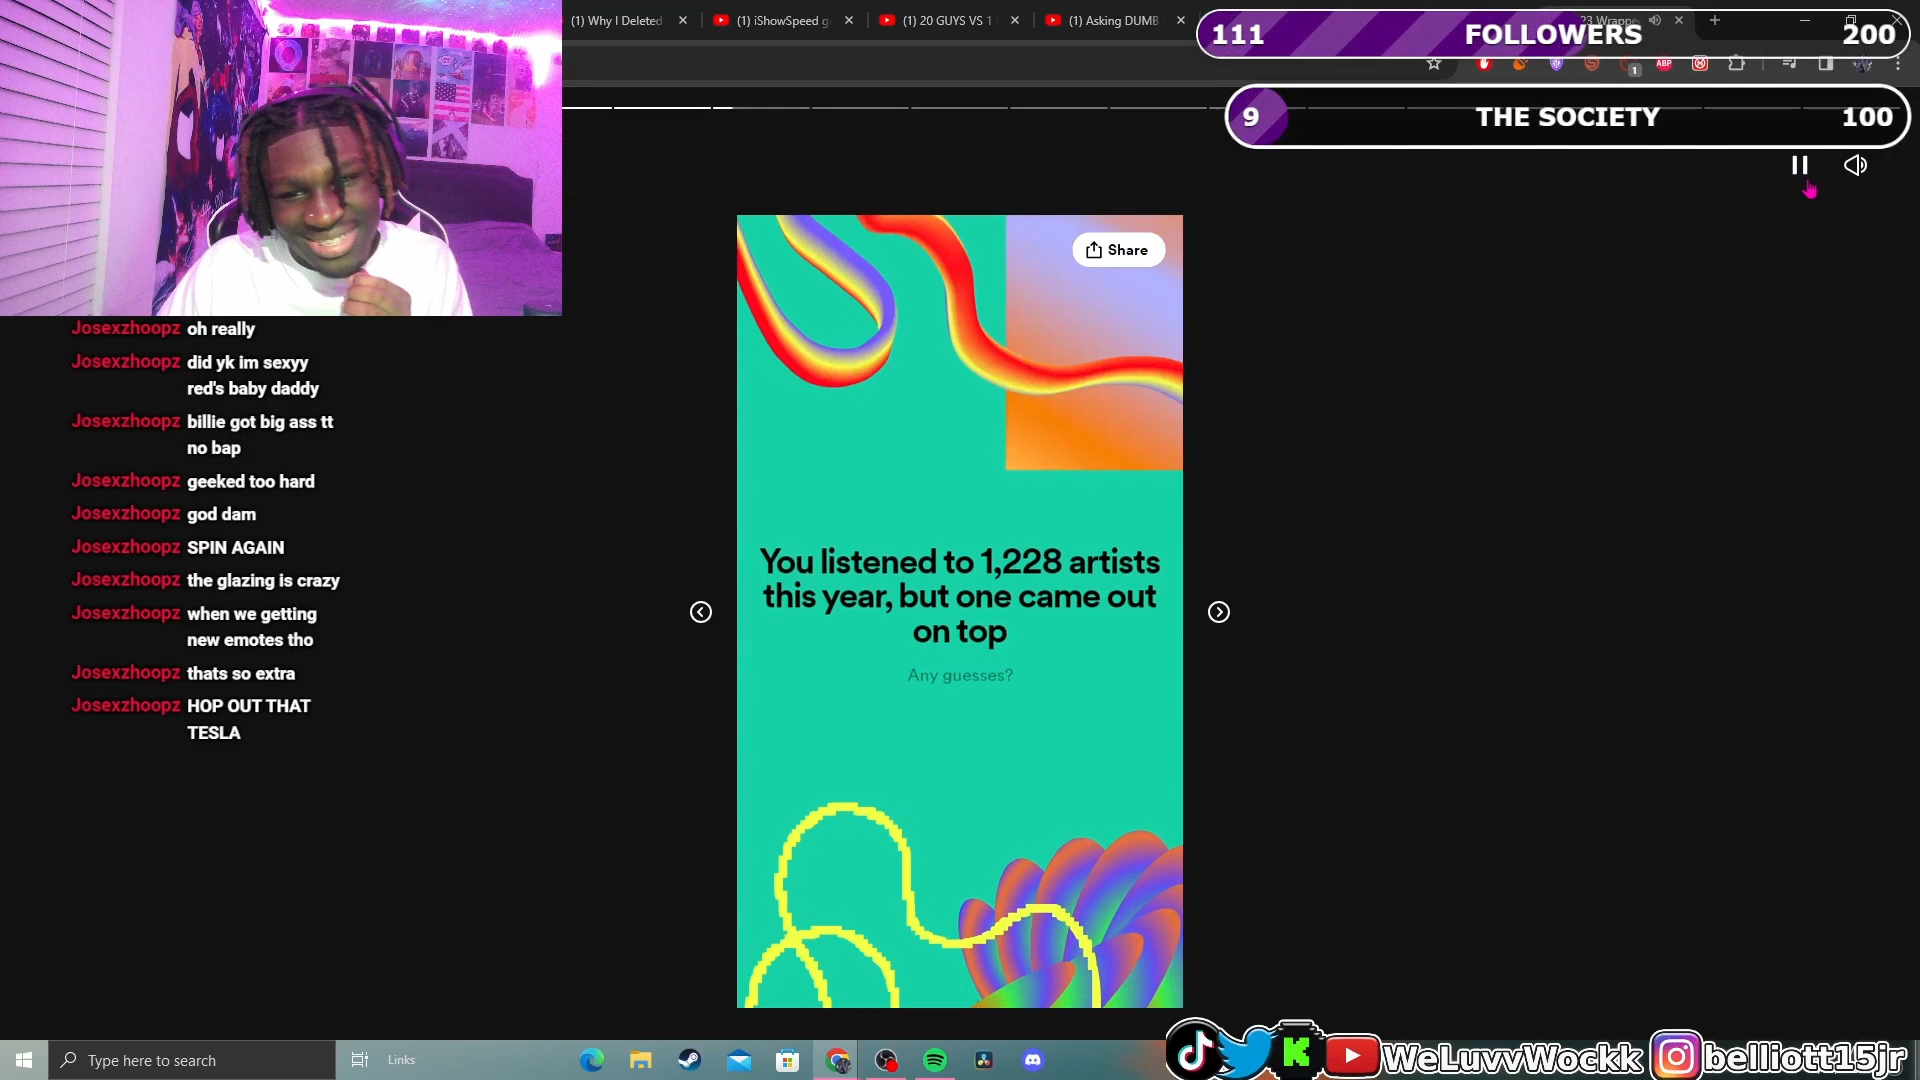 (1) Why I Deleted
(1) iShowSpeed g
(1) 20 GUYS VS 1
(1) Asking DUMB
23 Wrappe
111 FOLLOWERS 200
1
ABP
9 THE SOCIETY 100
Share
Josexzhoopz oh really
Josexzhoopz did yk im sexyy
red's baby daddy
Josexzhoopz billie got big ass tt
no bap
Josexzhoopz geeked too hard
Josexzhoopz god dam
Josexzhoopz SPIN AGAIN
Josexzhoopz the glazing is crazy
Josexzhoopz when we getting
new emotes tho
Josexzhoopz thats so extra
Josexzhoopz HOP OUT THAT
TESLA
You listened to 1,228 artists
this year, but one came out
on top
Any guesses?
Type here to search
Links
K
WeLuvvWockk
belliott15jr